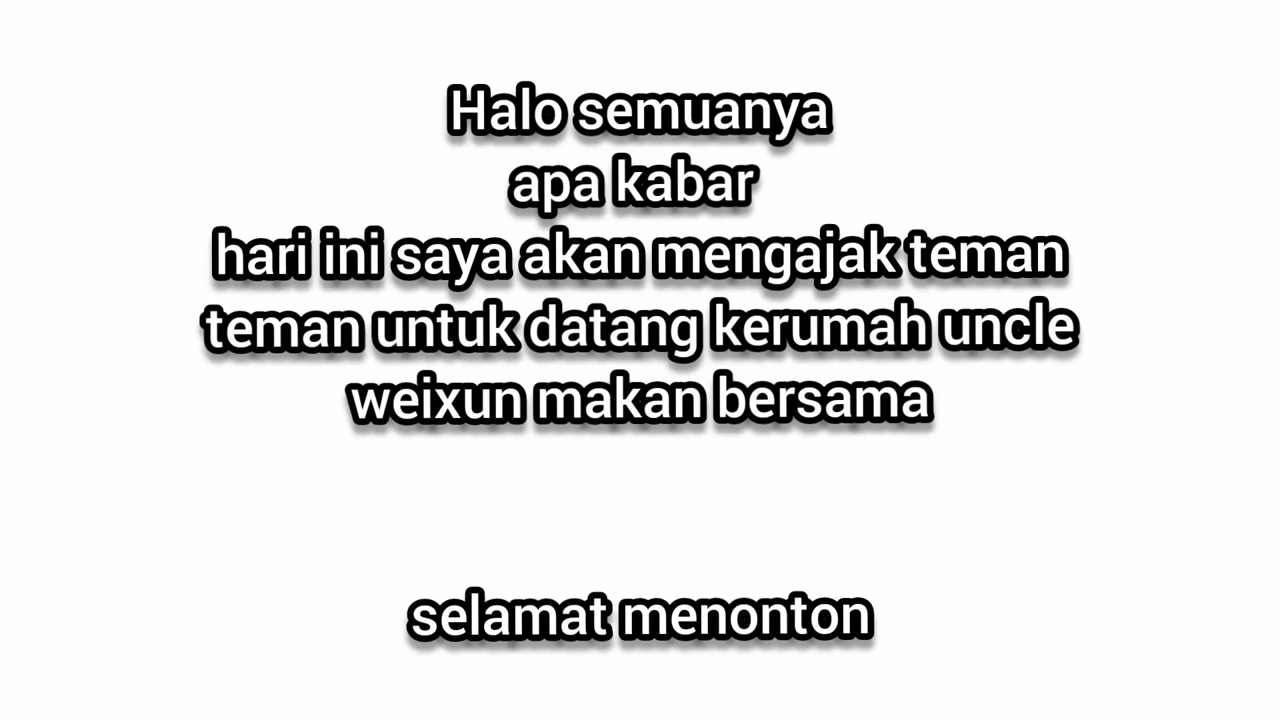 Halo semuanya
apa kabar
hari ini saya akan mengajak teman
teman untuk datang kerumah uncle
weixun makan bersama
selamat menonton